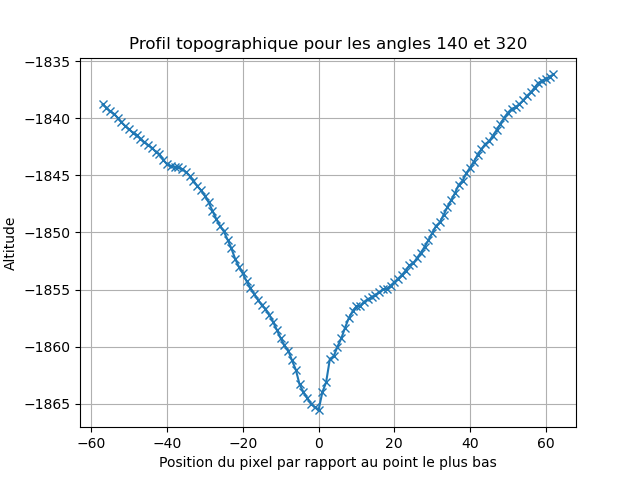 Profil topographique pour les angles 140 et 320
Altitude
−1835
−1840
−1845
−1850
−1855
−1860
−1865
−60 −40 −20 0 20 40 60
Position du pixel par rapport au point le plus bas